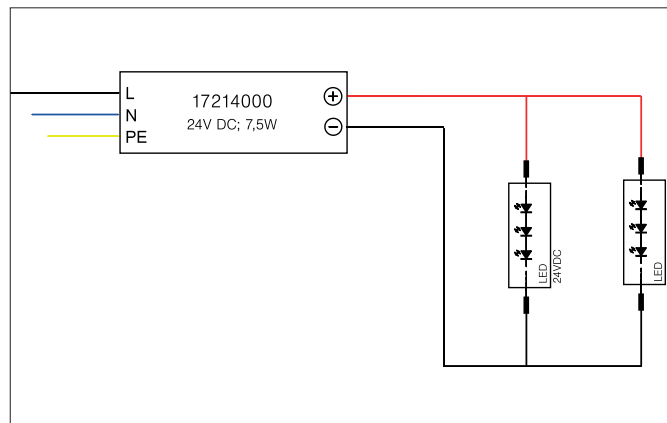 L
N
PE
17214000
24V DC; 7,5W
+
−
LED
24VDC
LED